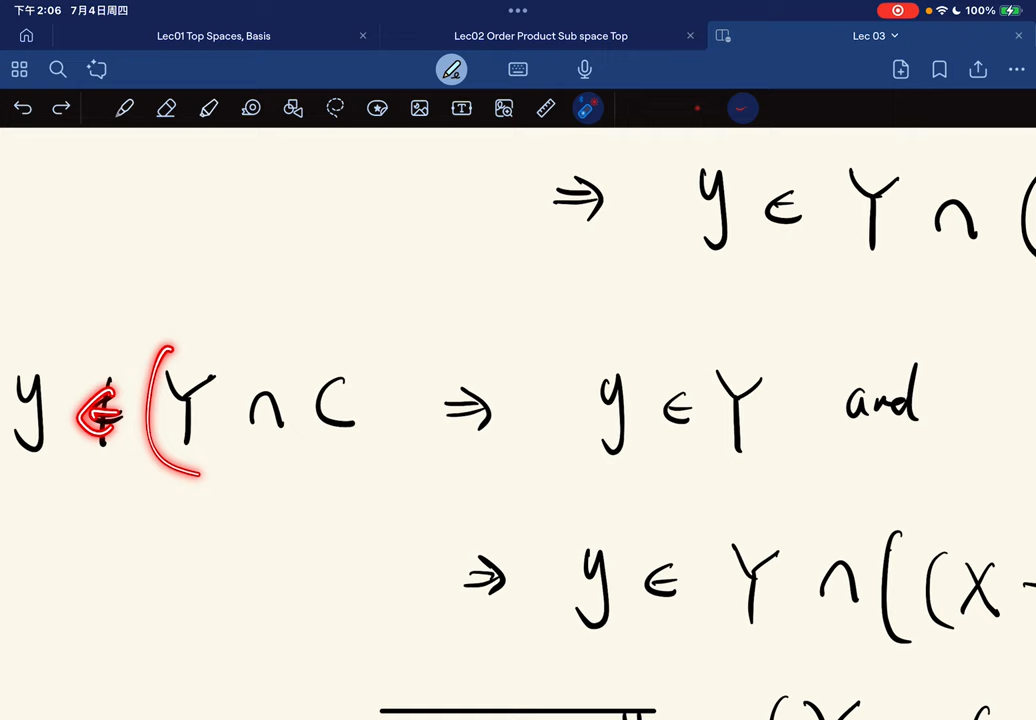 下午2:06 7月4日周四 100%
Lec01 Top Spaces, Basis Lec02 Order Product Sub space Top Lec 03
⇒ y ∈ Y ∩ (
y ∉ (Y ∩ C ⇒ y ∈ Y and
⇒ y ∈ Y ∩ [(X -